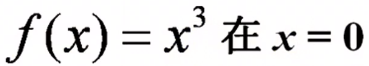 f(x) = x³ 在 x = 0